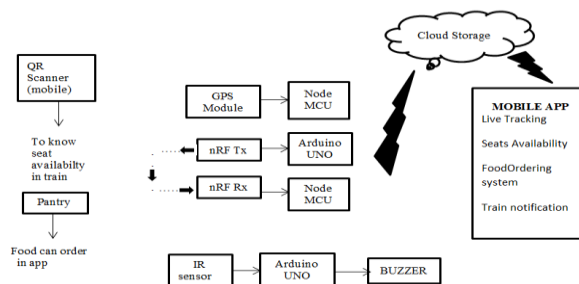 Cloud Storage
QR
Scanner
(mobile)
To know
seat
availabilty
in train
Pantry
Food can order
in app
GPS
Module
Node
MCU
nRF Tx
Arduino
UNO
nRF Rx
Node
MCU
IR
sensor
Arduino
UNO
BUZZER
MOBILE APP
Live Tracking
Seats Availability
FoodOrdering
system
Train notification